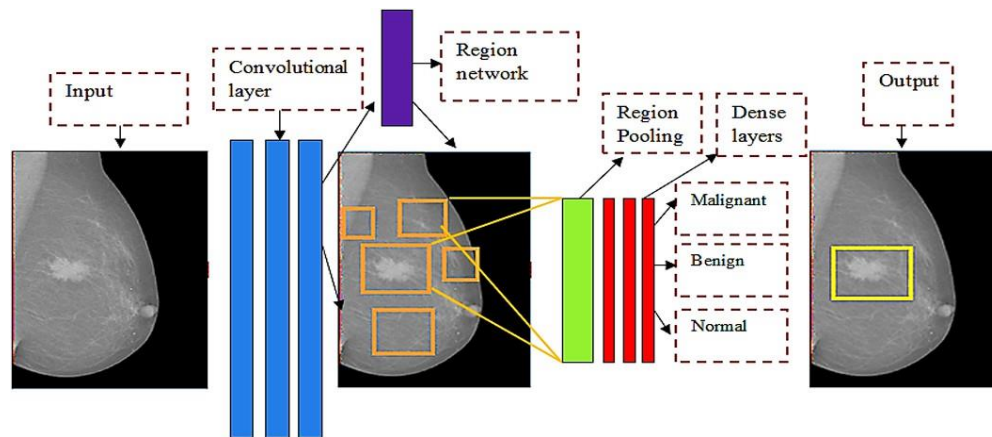 Input
Convolutional
layer
Region
network
Region
Pooling
Dense
layers
Malignant
Benign
Normal
Output